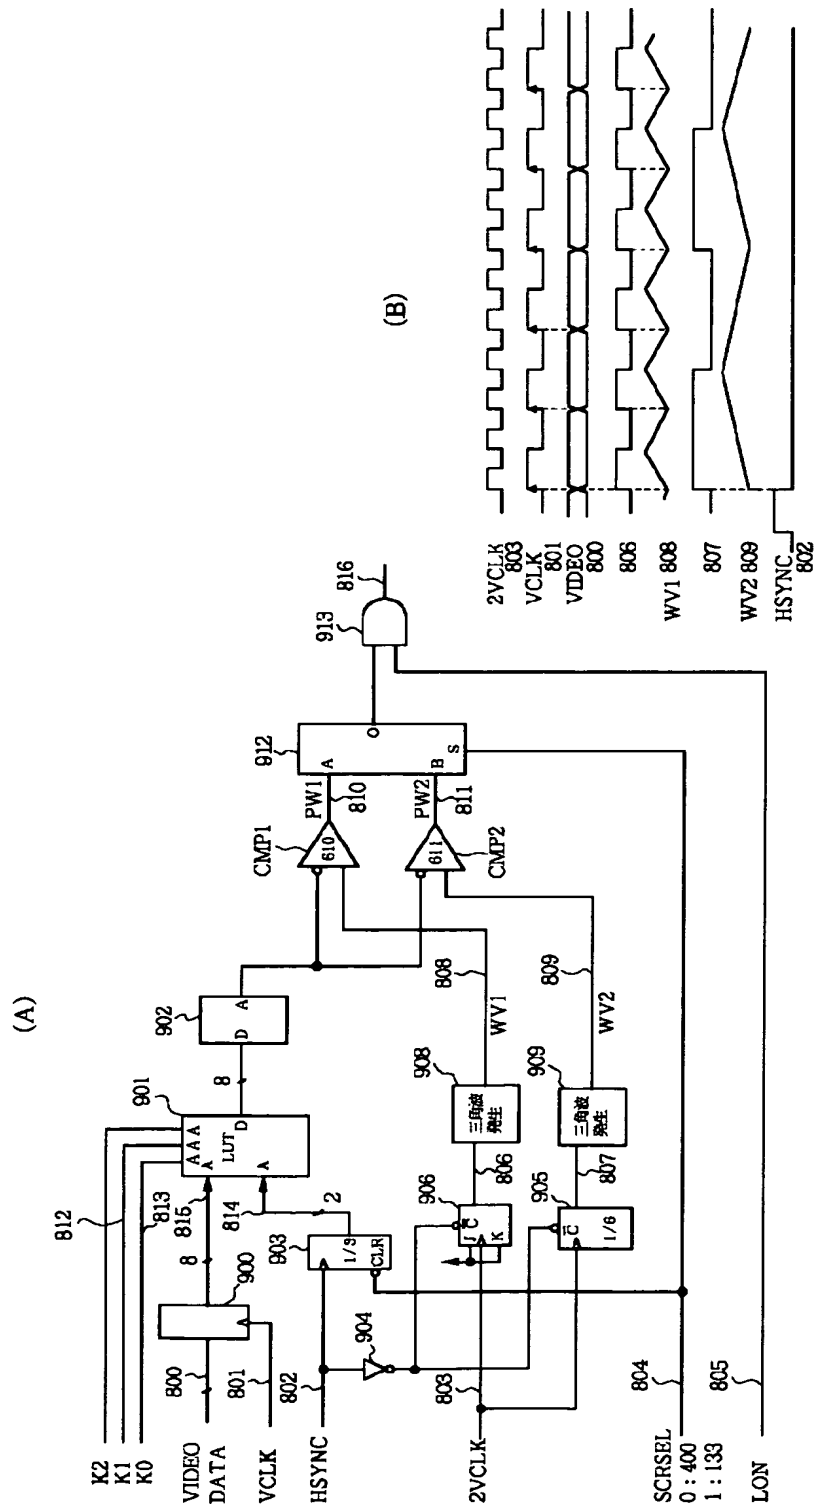 (A)
K2
K1
K0
812
813
VIDEO
DATA
800
8
815
900
VCLK
801
A
A A A
A
901
LUT
D
A
814
2
8
902
D A
HSYNC
802
903
1/3
CLR
904
2VCLK
803
906
J C
K
806
908
三角波
発生
808
WV1
905
C
1/6
807
909
三角波
発生
809
WV2
CMP1
610
PW1
810
CMP2
611
PW2
811
912
A
B
S
O
913
816
SCRSEL
0:400
1:133
804
LON
805
(B)
2VCLK
803
VCLK
801
VIDEO
800
806
WV1 808
807
WV2 809
HSYNC
802